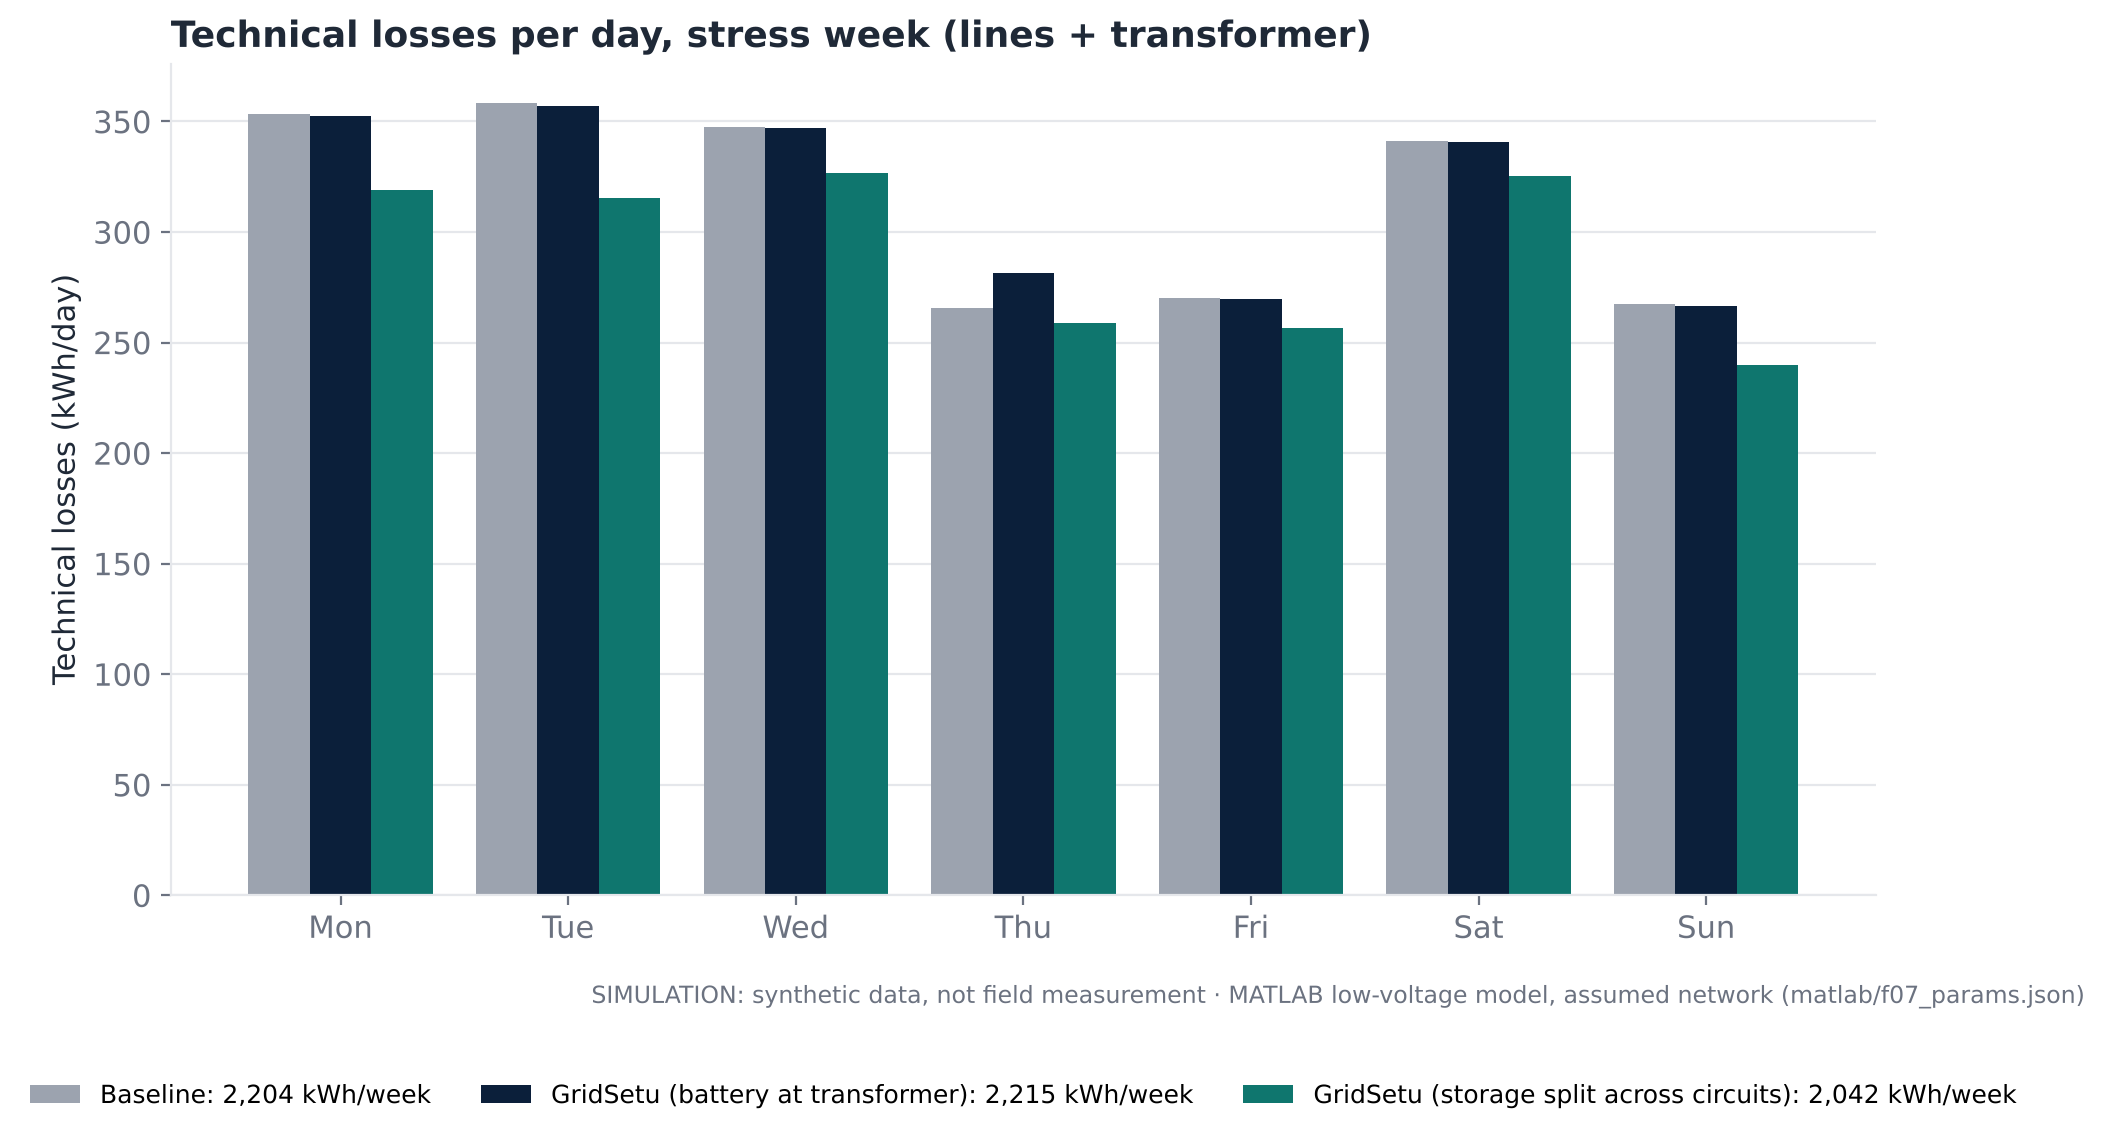 Technical losses per day, stress week (lines + transformer)
Technical losses (kWh/day)
350
300
250
200
150
100
50
0
Mon Tue Wed Thu Fri Sat Sun
SIMULATION: synthetic data, not field measurement · MATLAB low-voltage model, assumed network (matlab/f07_params.json)
Baseline: 2,204 kWh/week GridSetu (battery at transformer): 2,215 kWh/week GridSetu (storage split across circuits): 2,042 kWh/week